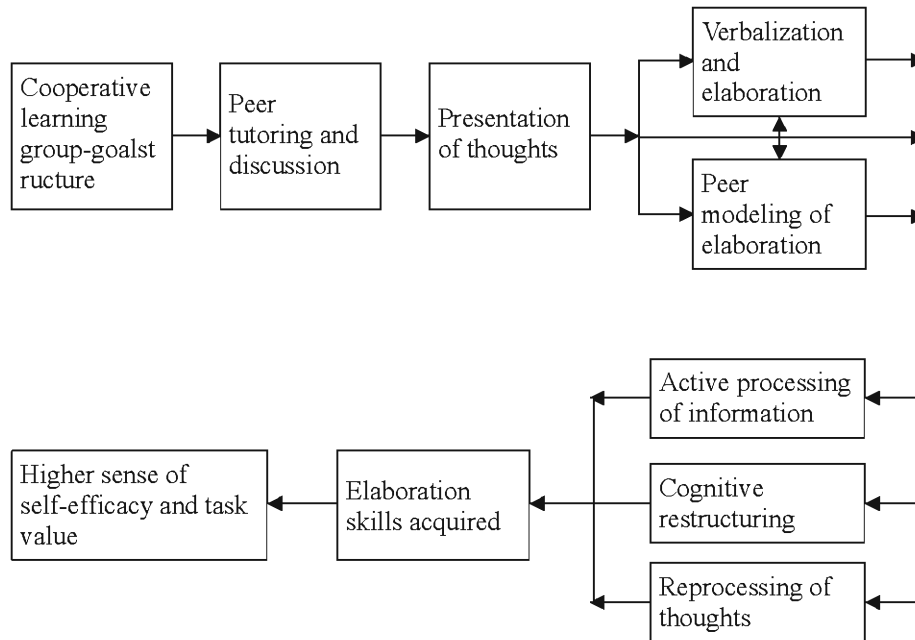 Cooperative
learning
group-goalst
ructure
Peer
tutoring and
discussion
Presentation
of thoughts
Verbalization
and
elaboration
Peer
modeling of
elaboration
Active processing
of information
Cognitive
restructuring
Reprocessing of
thoughts
Elaboration
skills acquired
Higher sense of
self-efficacy and task
value